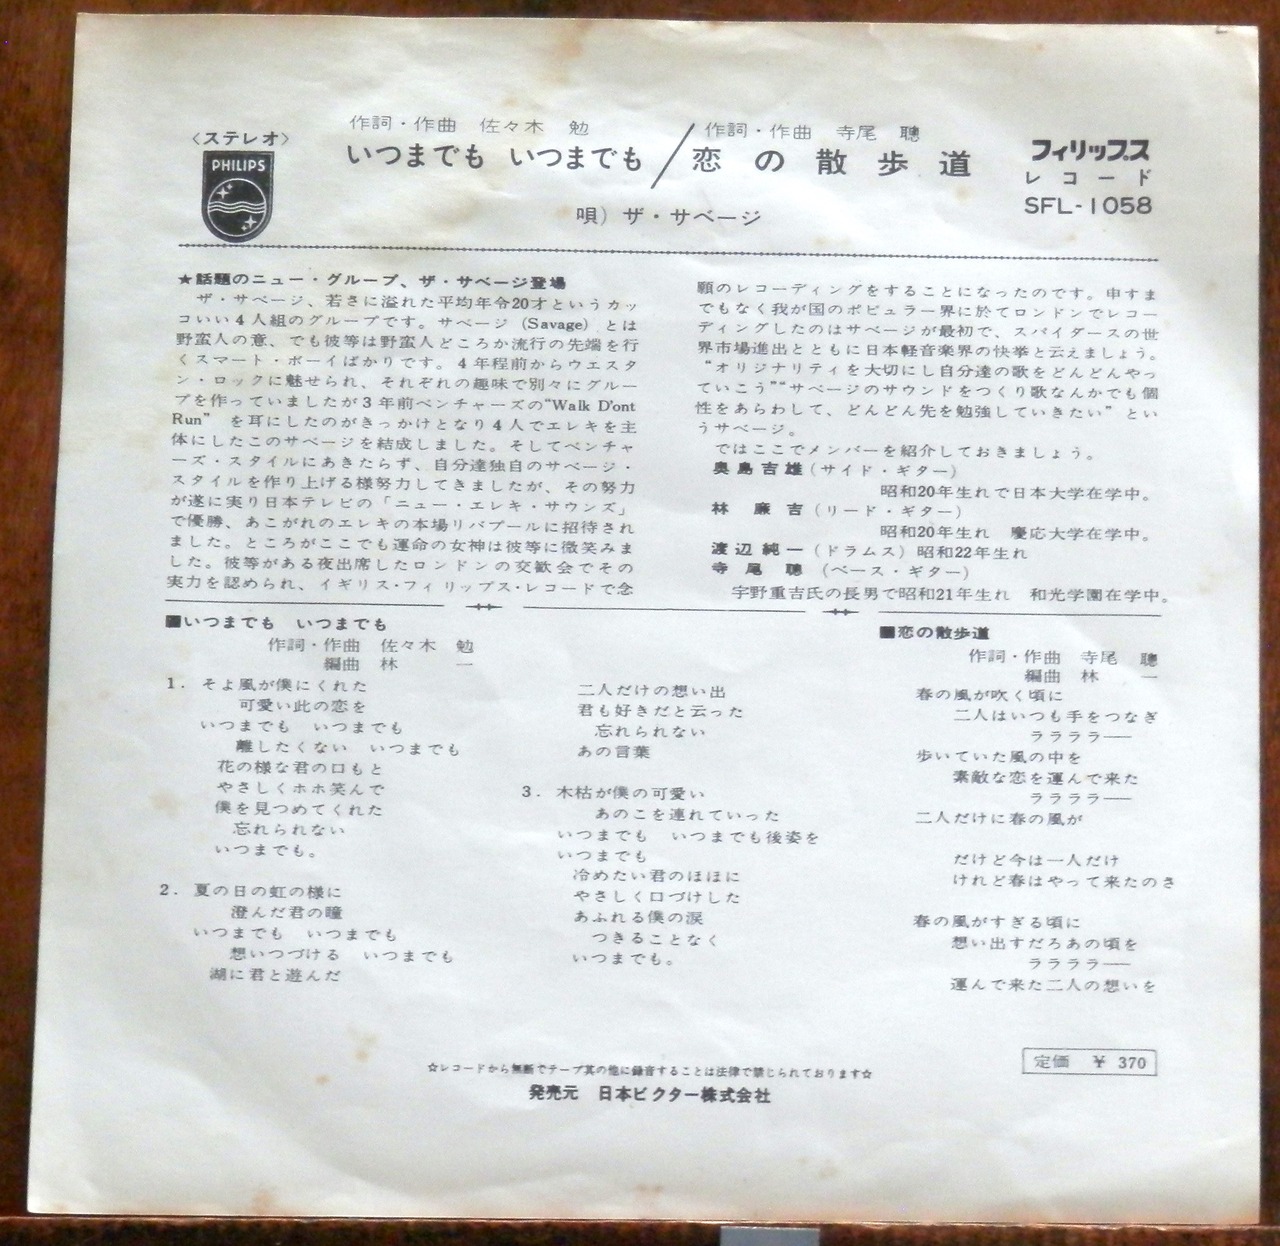 〈ステレオ〉
PHILIPS
作詞・作曲　佐々木　勉
いつまでも いつまでも
作詞・作曲　寺尾　聰
恋の散歩道
唄）ザ・サベージ
フィリップス
レコード
SFL-1058
★話題のニュー・グループ、ザ・サベージ登場
ザ・サベージ、若さに溢れた平均年令20才というカッ
コいい4人組のグループです。サベージ（Savage）とは
野蛮人の意、でも彼等は野蛮人どころか流行の先端を行
くスマート・ボーイばかりです。4年程前からウエスタ
ン・ロックに魅せられ、それぞれの趣味で別々にグルー
プを作っていましたが3年前ベンチャーズの“Walk D'ont
Run” を耳にしたのがきっかけとなり4人でエレキを主
体にしたこのサベージを結成しました。そしてベンチャ
ーズ・スタイルにあきたらず、自分達独自のサベージ・
スタイルを作り上げる様努力してきましたが、その努力
が遂に実り日本テレビの「ニュー・エレキ・サウンズ」
で優勝、あこがれのエレキの本場リバプールに招待され
ました。ところがここでも運命の女神は彼等に微笑みま
した。彼等がある夜出席したロンドンの交歓会でその
実力を認められ、イギリス・フィリップス・レコードで念
願のレコーディングをすることになったのです。申すま
でもなく我が国のポピュラー界に於てロンドンでレコー
ディングしたのはサベージが最初で、スパイダースの世
界市場進出とともに日本軽音楽界の快挙と云えましょう。
“オリジナリティを大切にし自分達の歌をどんどんやっ
ていこう”“サベージのサウンドをつくり歌なんかでも個
性をあらわして、どんどん先を勉強していきたい” とい
うサベージ。
ではここでメンバーを紹介しておきましょう。
奥島吉雄（サイド・ギター）
昭和20年生れで日本大学在学中。
林　廉吉（リード・ギター）
昭和20年生れ　慶応大学在学中。
渡辺純一（ドラムス）昭和22年生れ
寺尾聰（ベース・ギター）
宇野重吉氏の長男で昭和21年生れ　和光学園在学中。
■いつまでも　いつまでも
作詞・作曲　佐々木　勉
編曲　林　　一
1．そよ風が僕にくれた
可愛い此の恋を
いつまでも　いつまでも
離したくない　いつまでも
花の様な君の口もと
やさしくホホ笑んで
僕を見つめてくれた
忘れられない
いつまでも。
2．夏の日の虹の様に
澄んだ君の瞳
いつまでも　いつまでも
想いつづける　いつまでも
湖に君と遊んだ
二人だけの想い出
君も好きだと云った
忘れられない
あの言葉
3．木枯が僕の可愛い
あのこを連れていった
いつまでも　いつまでも後姿を
いつまでも
冷めたい君のほほに
やさしく口づけした
あふれる僕の涙
つきることなく
いつまでも。
■恋の散歩道
作詞・作曲　寺尾　聰
編曲　林　　一
春の風が吹く頃に
二人はいつも手をつなぎ
ララララ──
歩いていた風の中を
素敵な恋を運んで来た
ララララ──
二人だけに春の風が
だけど今は一人だけ
けれど春はやって来たのさ
春の風がすぎる頃に
想い出すだろあの頃を
ララララ──
運んで来た二人の想いを
定価　¥ 370
☆レコードから無断でテープ其の他に録音することは法律で禁じられております☆
発売元　日本ビクター株式会社